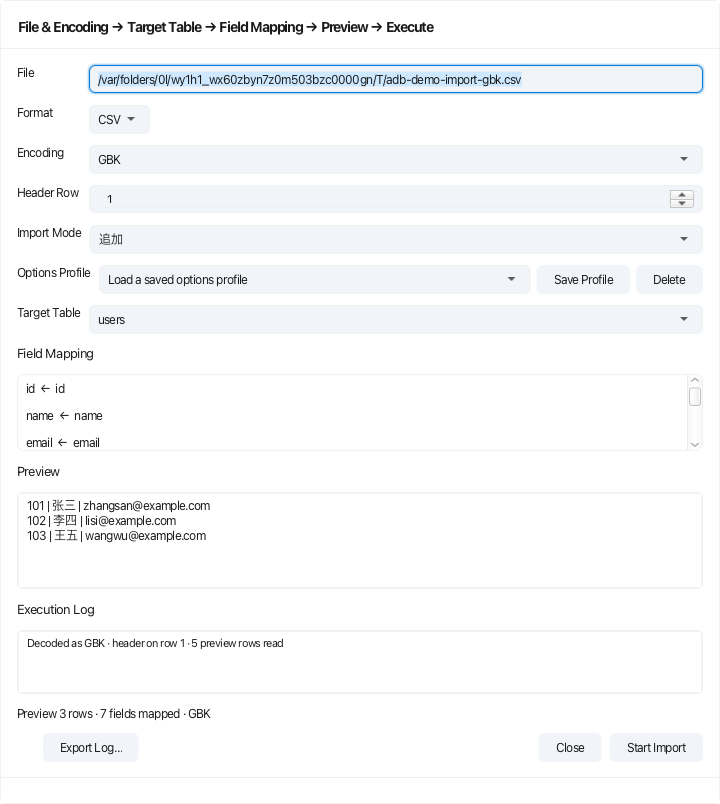 File & Encoding → Target Table → Field Mapping → Preview → Execute
File
/var/folders/0l/wy1h1_wx60zbyn7z0m503bzc0000gn/T/adb-demo-import-gbk.csv
Format
CSV
Encoding
GBK
Header Row
1
Import Mode
追加
Options Profile
Load a saved options profile
Save Profile
Delete
Target Table
users
Field Mapping
id ← id
name ← name
email ← email
Preview
101 | 张三 | zhangsan@example.com
102 | 李四 | lisi@example.com
103 | 王五 | wangwu@example.com
Execution Log
Decoded as GBK · header on row 1 · 5 preview rows read
Preview 3 rows · 7 fields mapped · GBK
Export Log...
Close
Start Import